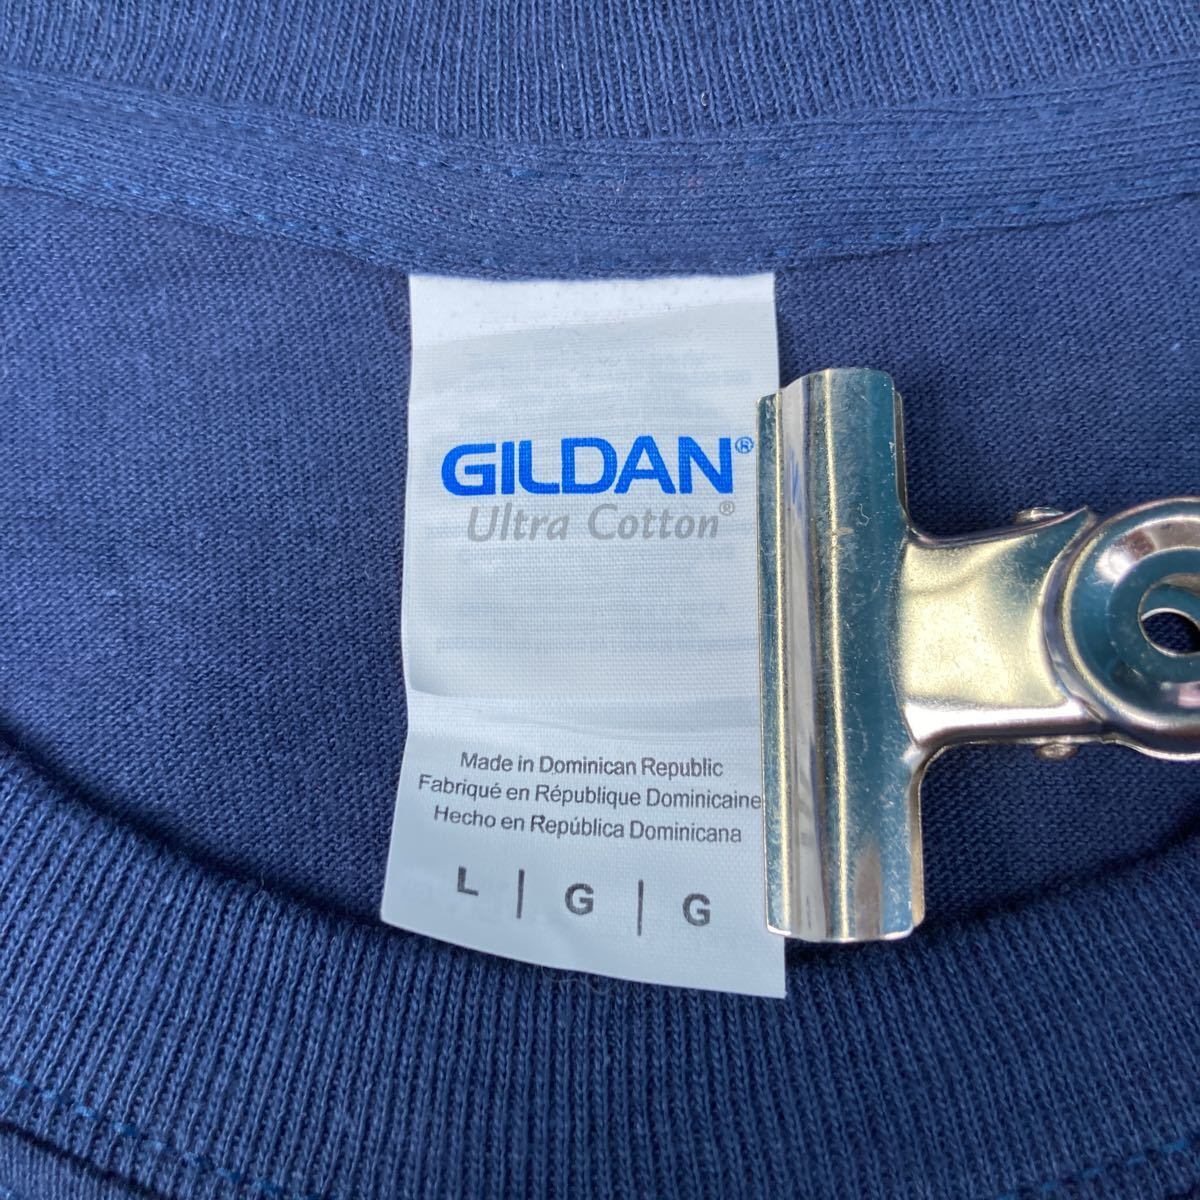 GILDAN®
Ultra Cotton®
Made in Dominican Republic
Fabriqué en République Dominicaine
Hecho en República Dominicana
L | G | G